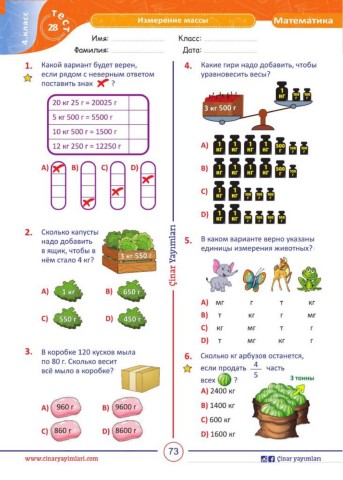 4. класс
тест
28
Измерение массы
Математика
Имя:
Класс:
Фамилия:
Дата:
1. Какой вариант будет верен,
если рядом с неверным ответом
поставить знак ?
20 кг 25 г = 20025 г
5 кг 500 г = 5500 г
10 кг 500 г = 1500 г
12 кг 250 г = 12250 г
A) B) C) D)
2. Сколько капусты
надо добавить
в ящик, чтобы в
нём стало 4 кг?
3 кг 550 г
A) 1 кг
B) 650 г
C) 550 г
D) 450 г
3. В коробке 120 кусков мыла
по 80 г. Сколько весит
всё мыло в коробке?
A) 960 г
B) 9600 г
C) 860 г
D) 8600 г
Çinar Yayımları
4. Какие гири надо добавить, чтобы
уравновесить весы?
3 кг 500 г
A)
B)
C)
D)
5. В каком варианте верно указаны
единицы измерения животных?
A) мг г т кг
B) т кг г мг
C) кг мг г т
D) т мг кг г
6. Сколько кг арбузов останется,
если продать 4/5 часть
всех ?
3 тонны
A) 2400 кг
B) 1400 кг
C) 600 кг
D) 1600 кг
www.cinaryayimlari.com
73
Çinar yayımları